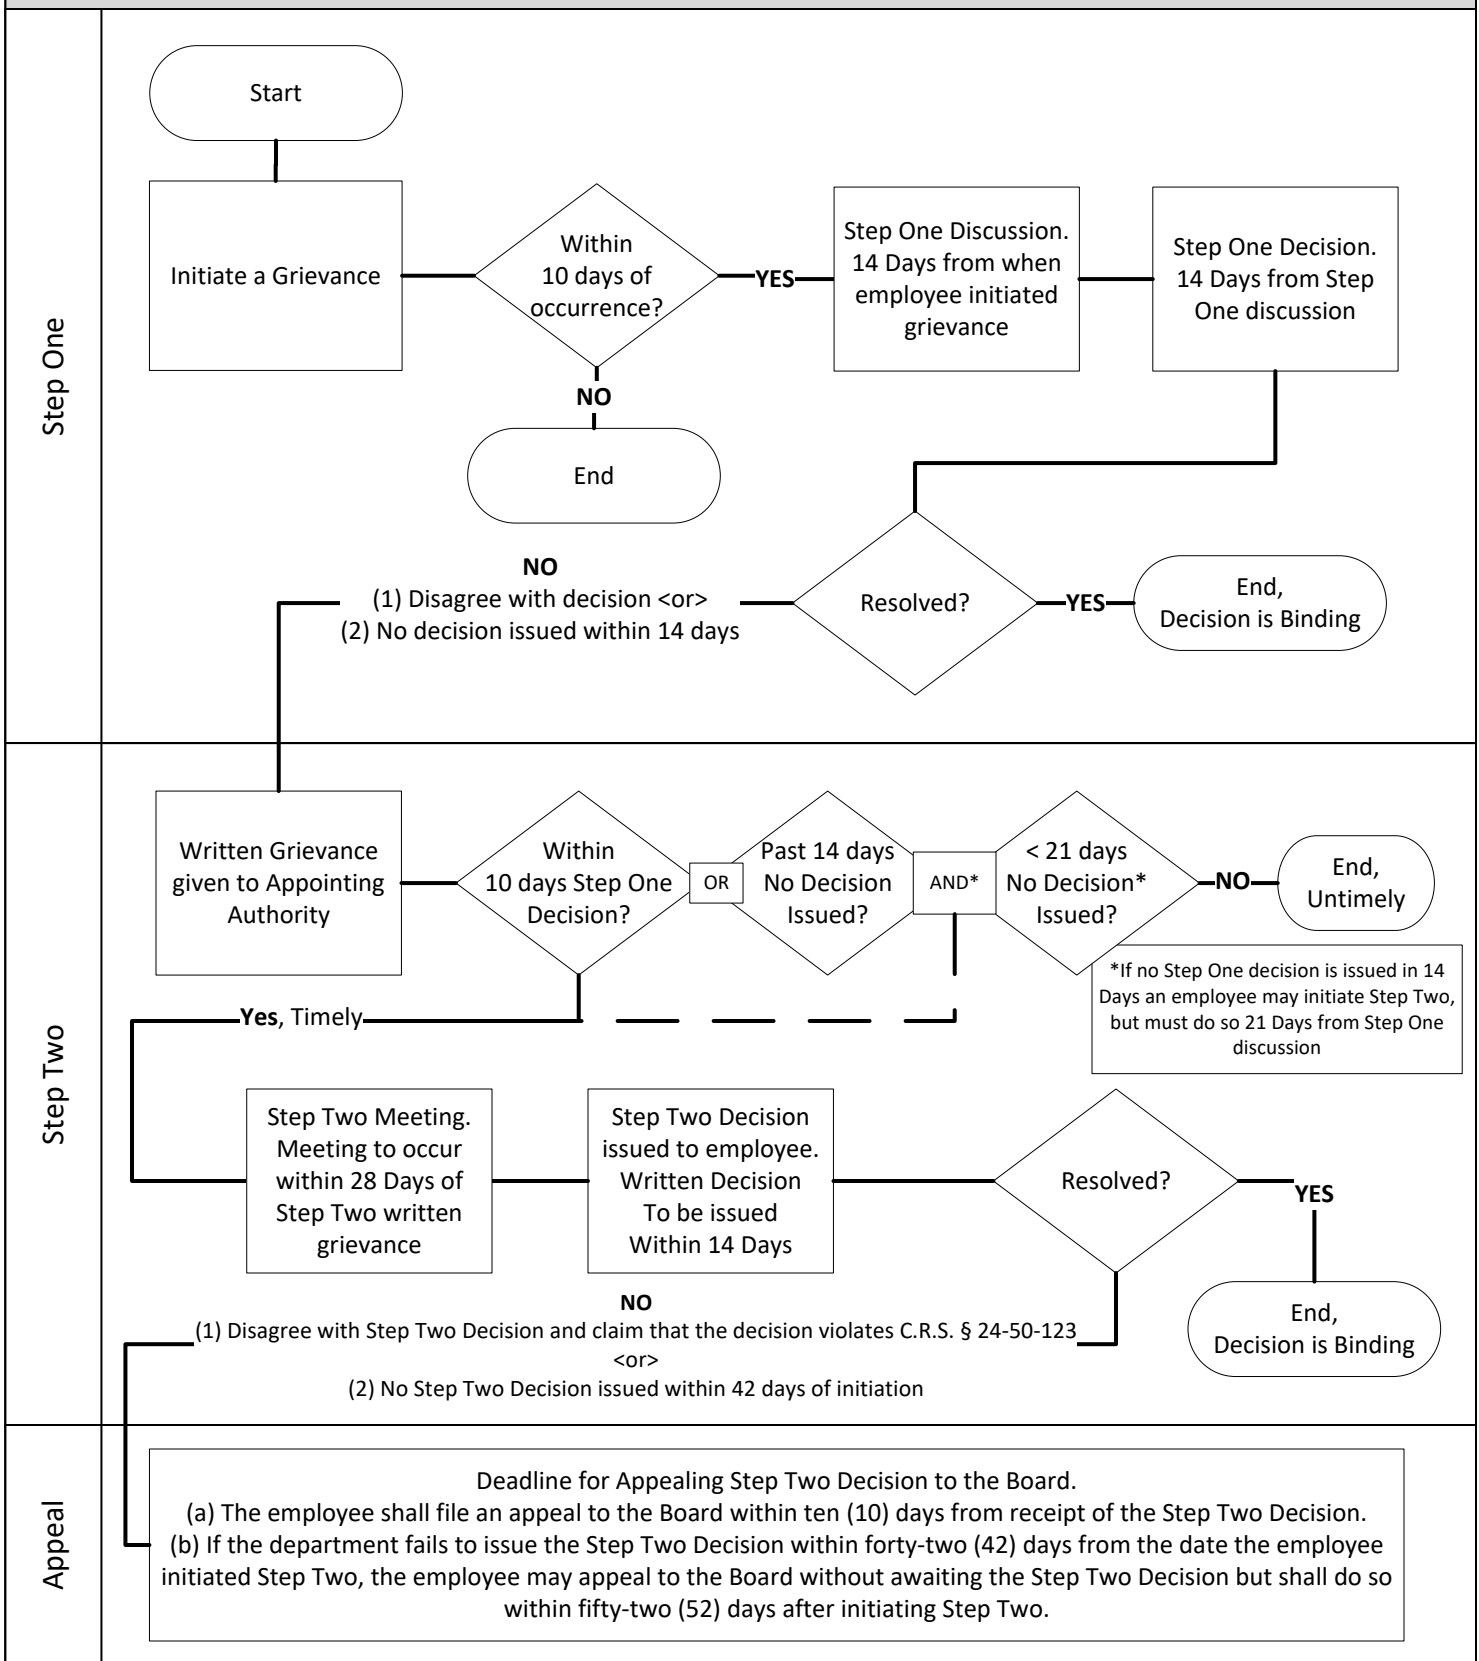 Step One
Start
Initiate a Grievance
Within
10 days of
occurrence?
YES
Step One Discussion.
14 Days from when
employee initiated
grievance
Step One Decision.
14 Days from Step
One discussion
NO
End
Resolved?
YES
End,
Decision is Binding
NO
(1) Disagree with decision <or>
(2) No decision issued within 14 days
Step Two
Written Grievance
given to Appointing
Authority
Within
10 days Step One
Decision?
OR
Past 14 days
No Decision
Issued?
AND*
< 21 days
No Decision*
Issued?
NO
End,
Untimely
*If no Step One decision is issued in 14
Days an employee may initiate Step Two,
but must do so 21 Days from Step One
discussion
Yes, Timely
Step Two Meeting.
Meeting to occur
within 28 Days of
Step Two written
grievance
Step Two Decision
issued to employee.
Written Decision
To be issued
Within 14 Days
Resolved?
YES
End,
Decision is Binding
NO
(1) Disagree with Step Two Decision and claim that the decision violates C.R.S. § 24-50-123
<or>
(2) No Step Two Decision issued within 42 days of initiation
Appeal
Deadline for Appealing Step Two Decision to the Board.
(a) The employee shall file an appeal to the Board within ten (10) days from receipt of the Step Two Decision.
(b) If the department fails to issue the Step Two Decision within forty-two (42) days from the date the employee
initiated Step Two, the employee may appeal to the Board without awaiting the Step Two Decision but shall do so
within fifty-two (52) days after initiating Step Two.